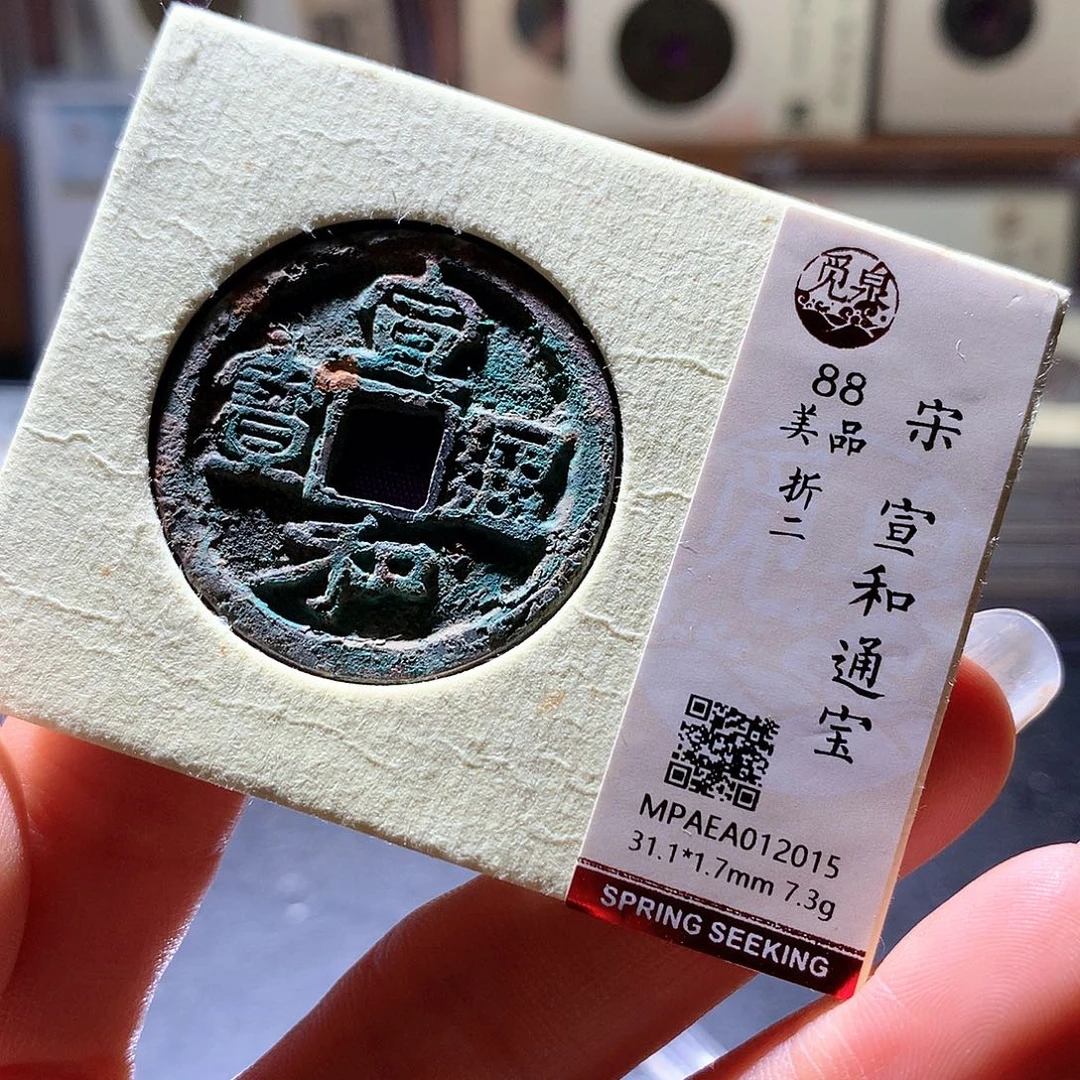 宣和通寳
觅泉
88
美品
折二
宋 宣和通宝
MPAEA012015
31.1*1.7mm 7.3g
SPRING SEEKING